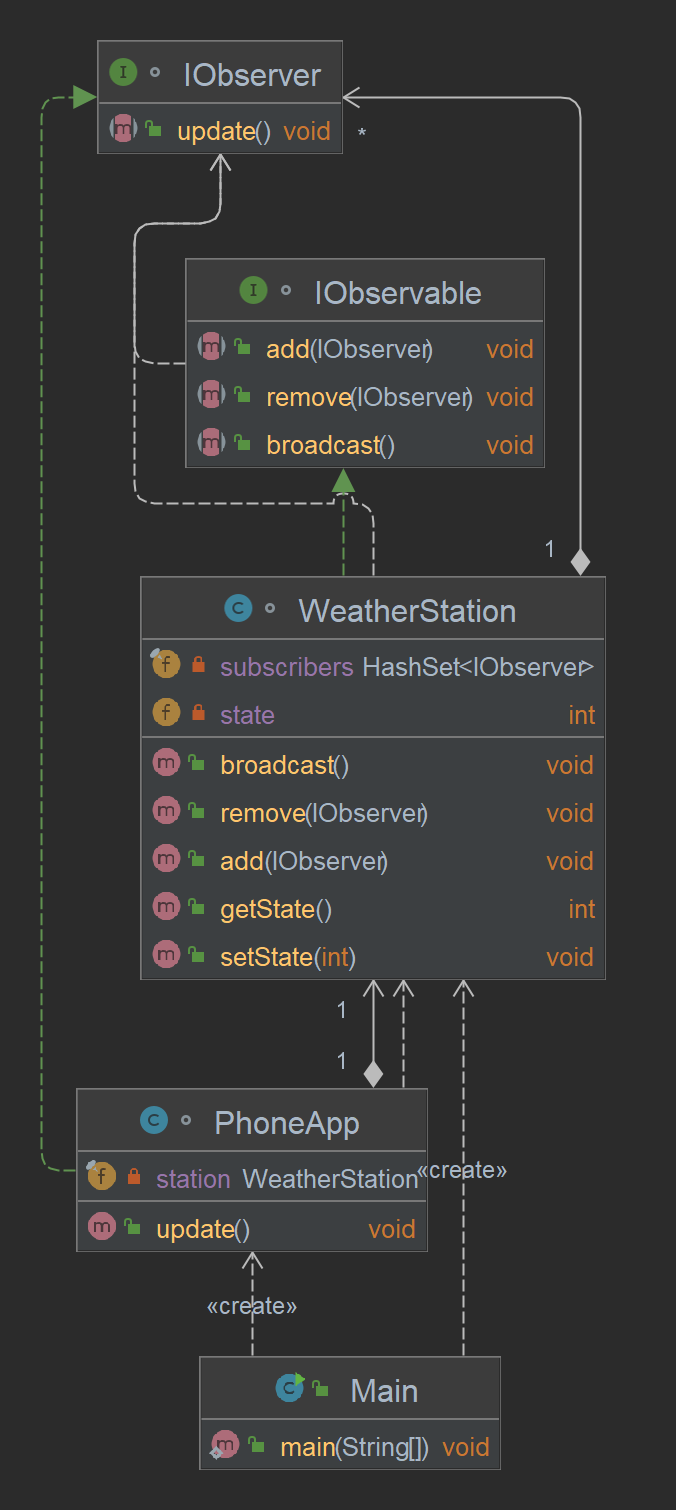 IObserver
update() void
*
IObservable
add(IObserver) void
remove(IObserver) void
broadcast() void
1
WeatherStation
subscribers HashSet<IObserver>
state int
broadcast() void
remove(IObserver) void
add(IObserver) void
getState() int
setState(int) void
1
1
PhoneApp
«create»
station WeatherStation
update() void
«create»
Main
main(String[]) void